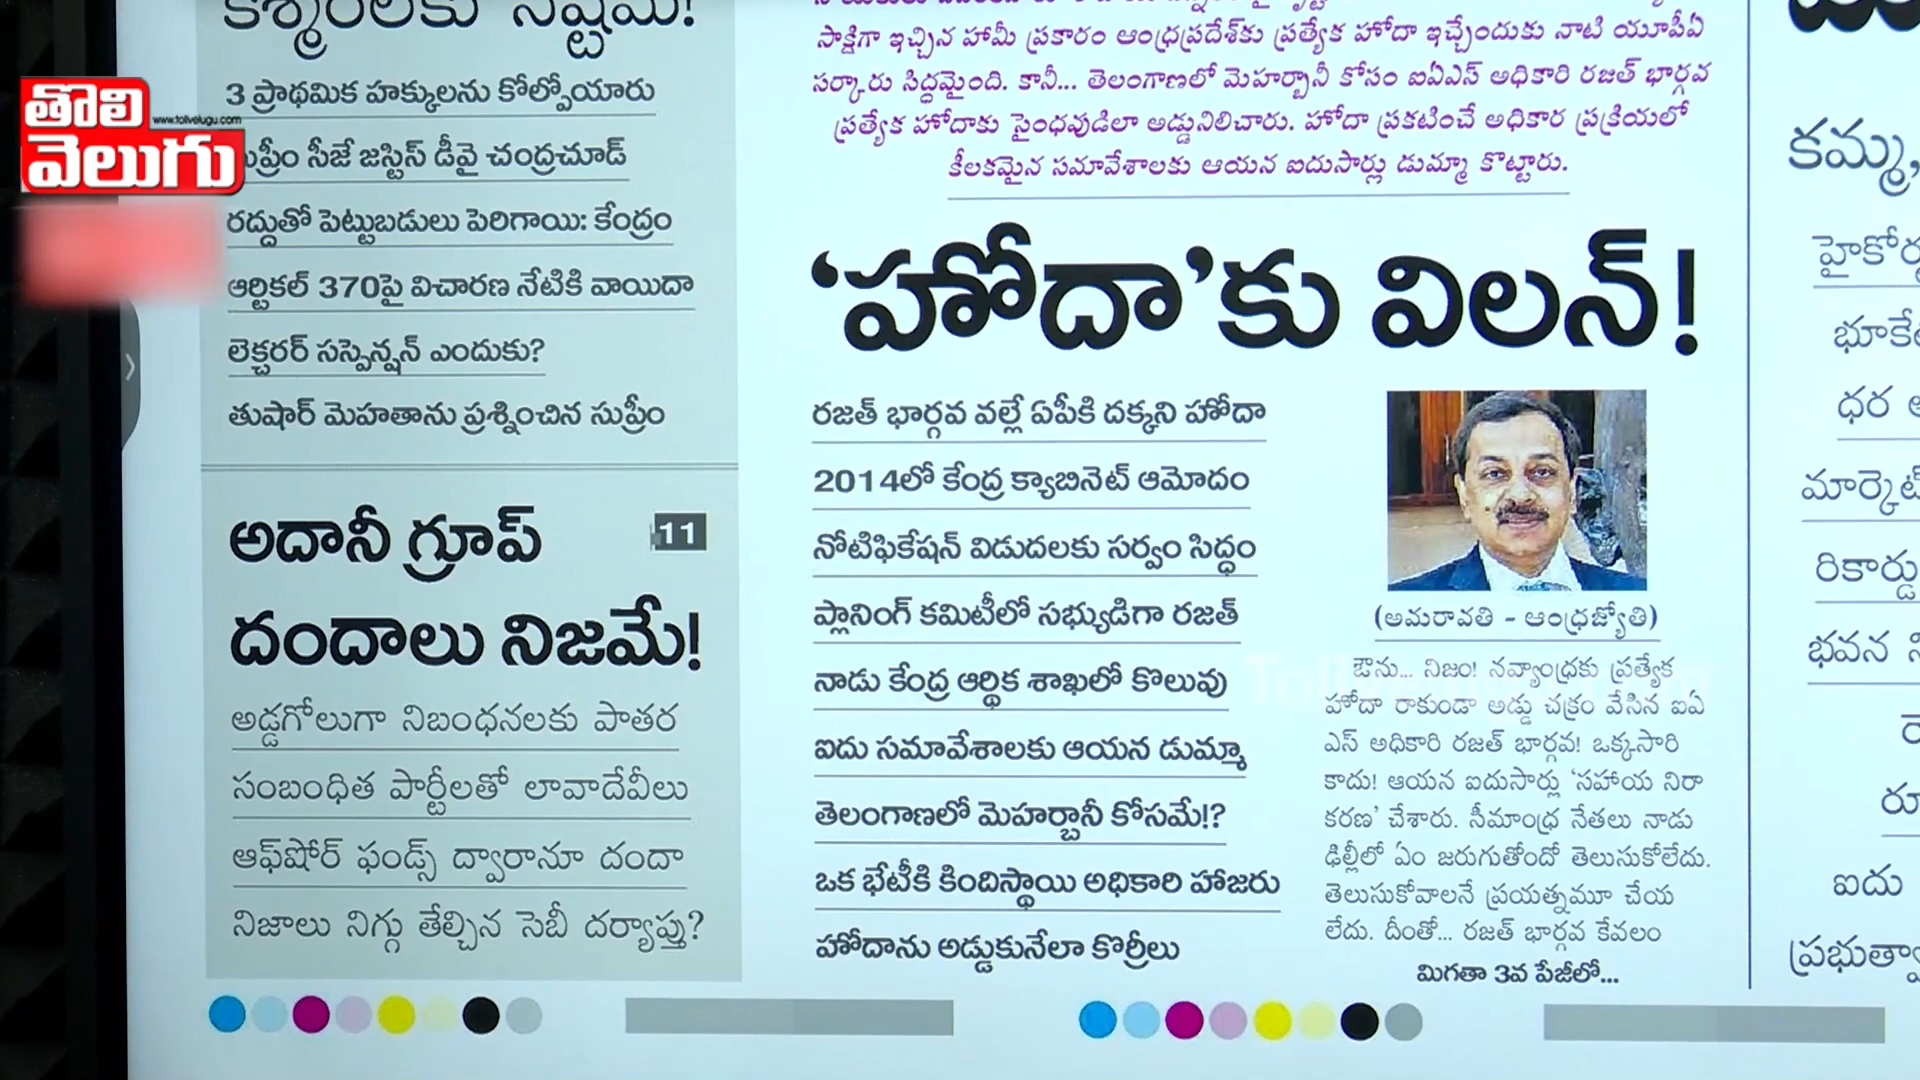 తొలి
వెలుగు
www.tolivelugu.com
కశ్మీరీలకు నష్టమే!
3 ప్రాథమిక హక్కులను కోల్పోయారు
సుప్రీం సీజే జస్టిస్ డీవై చంద్రచూడ్
రద్దుతో పెట్టుబడులు పెరిగాయి: కేంద్రం
ఆర్టికల్ 370పై విచారణ నేటికి వాయిదా
లెక్చరర్ సస్పెన్షన్ ఎందుకు?
తుషార్ మెహతాను ప్రశ్నించిన సుప్రీం
అదానీ గ్రూప్ 11
దందాలు నిజమే!
అడ్డగోలుగా నిబంధనలకు పాతర
సంబంధిత పార్టీలతో లావాదేవీలు
ఆఫ్‌షోర్ ఫండ్స్ ద్వారానూ దందా
నిజాలు నిగ్గు తేల్చిన సెబీ దర్యాప్తు?
సాక్షిగా ఇచ్చిన హామీ ప్రకారం ఆంధ్రప్రదేశ్‌కు ప్రత్యేక హోదా ఇచ్చేందుకు నాటి యూపీఏ
సర్కారు సిద్దమైంది. కానీ... తెలంగాణలో మెహర్బానీ కోసం ఐఏఎస్ అధికారి రజత్ భార్గవ
ప్రత్యేక హోదాకు సైంధవుడిలా అడ్డునిలిచారు. హోదా ప్రకటించే అధికార ప్రక్రియలో
కీలకమైన సమావేశాలకు ఆయన ఐదుసార్లు డుమ్మా కొట్టారు.
‘హోదా’కు విలన్!
రజత్ భార్గవ వల్లే ఏపీకి దక్కని హోదా
2014లో కేంద్ర క్యాబినెట్ ఆమోదం
నోటిఫికేషన్ విడుదలకు సర్వం సిద్ధం
ప్లానింగ్ కమిటీలో సభ్యుడిగా రజత్
నాడు కేంద్ర ఆర్థిక శాఖలో కొలువు
ఐదు సమావేశాలకు ఆయన డుమ్మా
తెలంగాణలో మెహర్బానీ కోసమే!?
ఒక భేటీకి కిందిస్థాయి అధికారి హాజరు
హోదాను అడ్డుకునేలా కొర్రీలు
(అమరావతి - ఆంధ్రజ్యోతి)
ఔను... నిజం! నవ్యాంధ్రకు ప్రత్యేక
హోదా రాకుండా అడ్డు చక్రం వేసిన ఐఏ
ఎస్ అధికారి రజత్ భార్గవ! ఒక్కసారి
కాదు! ఆయన ఐదుసార్లు ‘సహాయ నిరా
కరణ’ చేశారు. సీమాంధ్ర నేతలు నాడు
ఢిల్లీలో ఏం జరుగుతోందో తెలుసుకోలేదు.
తెలుసుకోవాలనే ప్రయత్నమూ చేయ
లేదు. దీంతో... రజత్ భార్గవ కేవలం
మిగతా 3వ పేజీలో...
కమ్మ,
భూకే
ధర
మార్కెట్
రికార్డు
భవన
ఐదు
ప్రభుత్వా